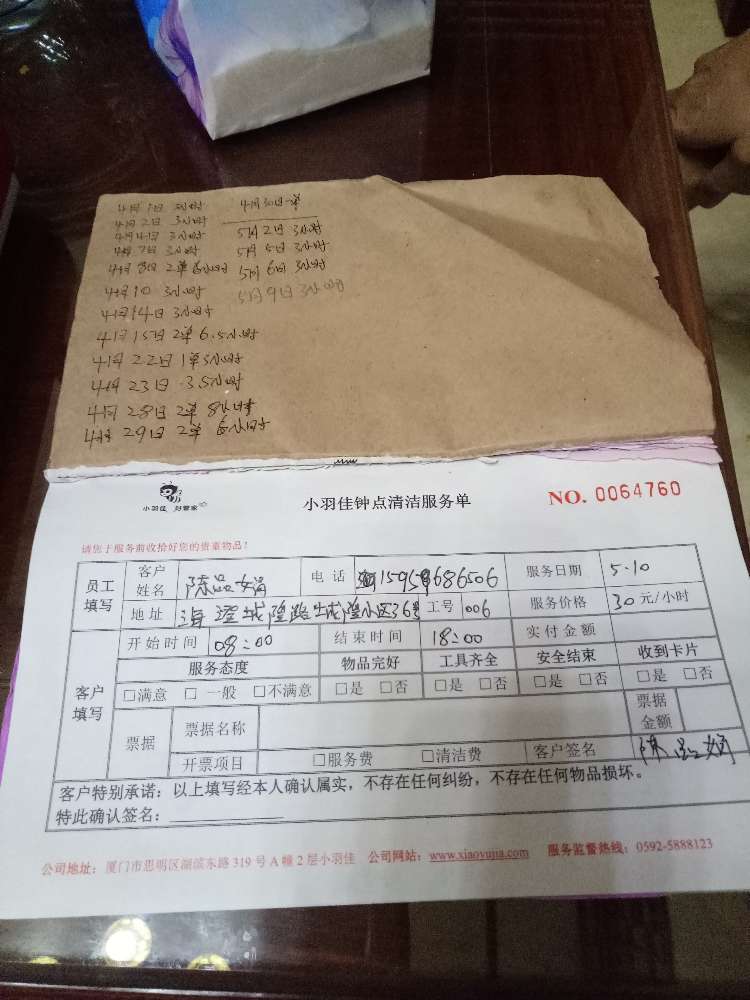 4月2日 3小时
4月4日 3小时
4月7日 3小时
4月8日 2单6小时
4月10 3小时
4月14日 3小时
4月15日 2单 6.5小时
4月22日 1单5小时
4月23日 3.5小时
4月28日 2单 8小时
4月29日 2单 6小时
4月30日一单
5月2日 3小时
5月5日 3小时
5月6日 3小时
5月9日 3小时
小羽佳 好管家
小羽佳钟点清洁服务单
NO. 0064760
请您于服务前收拾好您的贵重物品!
员工填写 客户姓名 陈品娟 电话 服务日期 5.10
地址 海澄城隍路 城隍小区36号 工号 006 服务价格 30元/小时
客户填写 开始时间 08:00 结束时间 18:00 实付金额
服务态度 物品完好 工具齐全 安全结束 收到卡片
□满意 □一般 □不满意 □是 □否 □是 □否 □是 □否 □是 □否
票据 票据名称 票据金额
开票项目 □服务费 □清洁费 客户签名 陈品娟
客户特别承诺:以上填写经本人确认属实,不存在任何纠纷,不存在任何物品损坏。
特此确认签名:
公司地址:厦门市思明区湖滨东路319号A幢2层小羽佳 公司网站:www.xiaoyujia.com 服务监督热线:0592-5888123